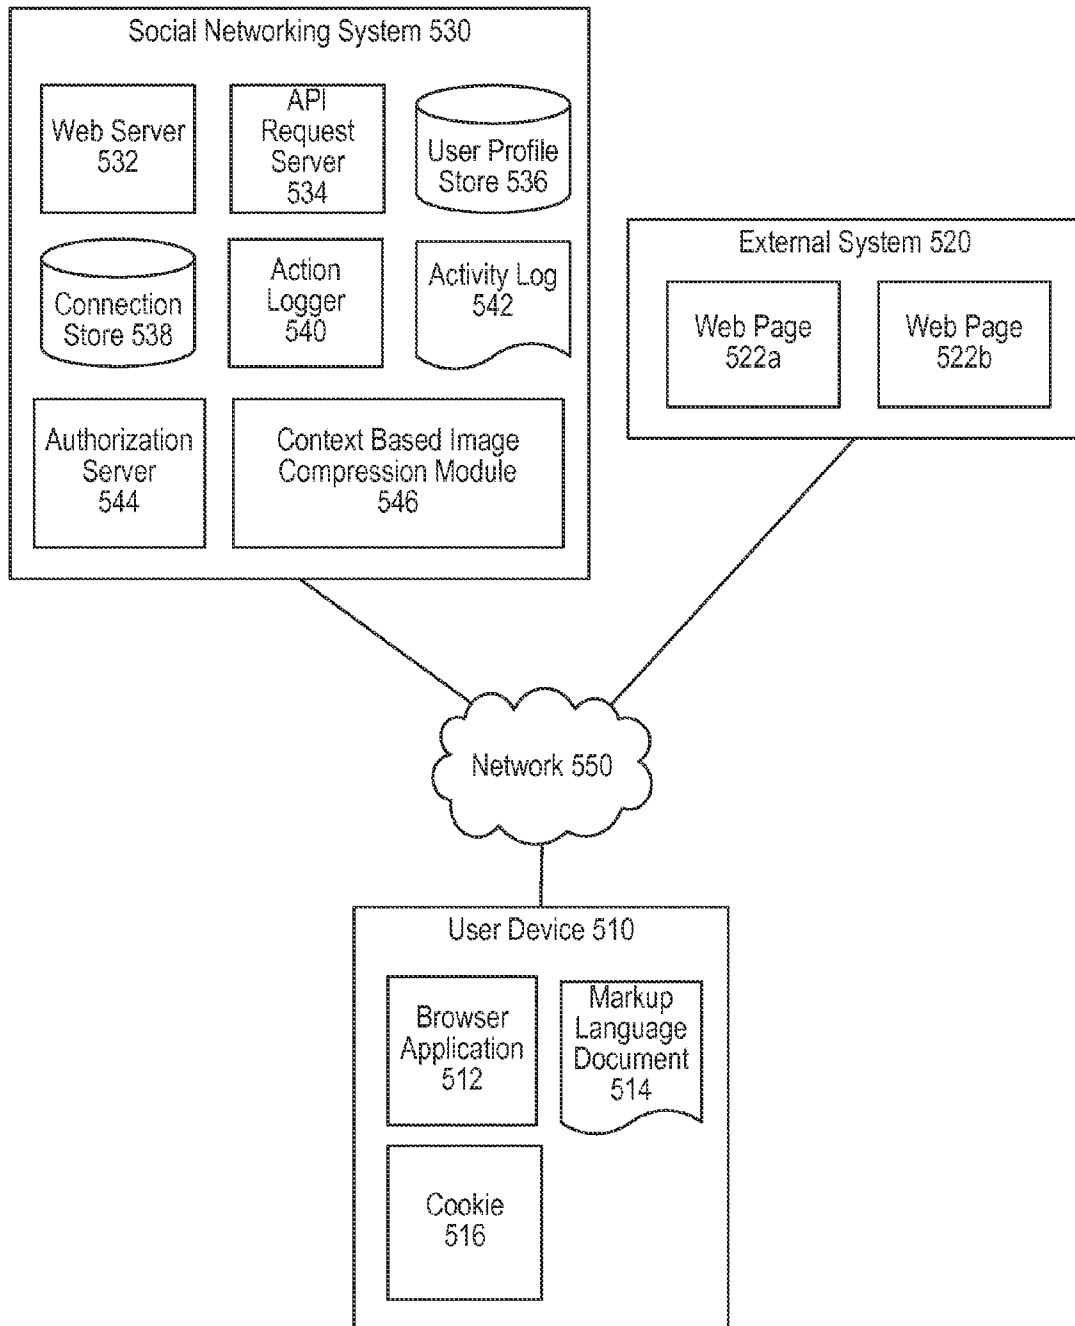 Social Networking System 530
Web Server
532
API
Request
Server
534
User Profile
Store 536
Connection
Store 538
Action
Logger
540
Activity Log
542
Authorization
Server
544
Context Based Image
Compression Module
546
External System 520
Web Page
522a
Web Page
522b
Network 550
User Device 510
Browser
Application
512
Markup
Language
Document
514
Cookie
516